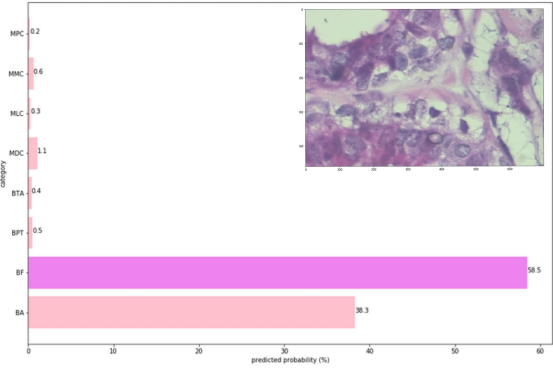 MPC 0.2
MMC 0.6
MLC 0.3
MDC 1.1
BTA 0.4
BPT 0.5
BF 58.5
BA 38.3
category
0 10 20 30 40 50 60
predicted probability (%)